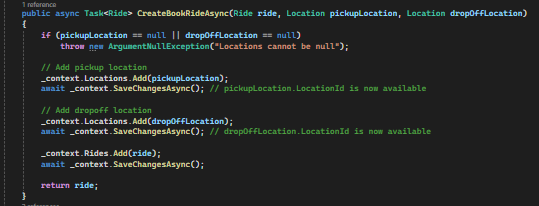 1 reference
public async Task<Ride> CreateBookRideAsync(Ride ride, Location pickupLocation, Location dropOffLocation)
{
if (pickupLocation == null || dropOffLocation == null)
throw new ArgumentNullException("Locations cannot be null");
// Add pickup location
_context.Locations.Add(pickupLocation);
await _context.SaveChangesAsync(); // pickupLocation.LocationId is now available
// Add dropoff location
_context.Locations.Add(dropOffLocation);
await _context.SaveChangesAsync(); // dropOffLocation.LocationId is now available
_context.Rides.Add(ride);
await _context.SaveChangesAsync();
return ride;
}